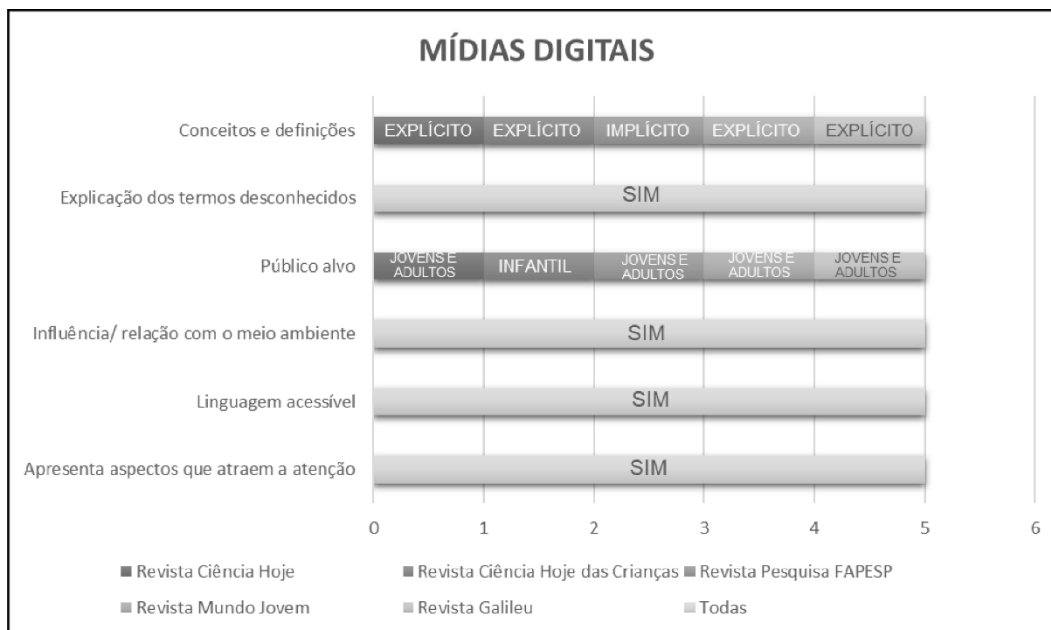 MÍDIAS DIGITAIS
Conceitos e definições
EXPLÍCITO EXPLÍCITO IMPLÍCITO EXPLÍCITO EXPLÍCITO
Explicação dos termos desconhecidos
SIM
Público alvo
JOVENS E ADULTOS
INFANTIL
JOVENS E ADULTOS
JOVENS E ADULTOS
JOVENS E ADULTOS
Influência/ relação com o meio ambiente
SIM
Linguagem acessível
SIM
Apresenta aspectos que atraem a atenção
SIM
0 1 2 3 4 5 6
Revista Ciência Hoje
Revista Ciência Hoje das Crianças
Revista Pesquisa FAPESP
Revista Mundo Jovem
Revista Galileu
Todas